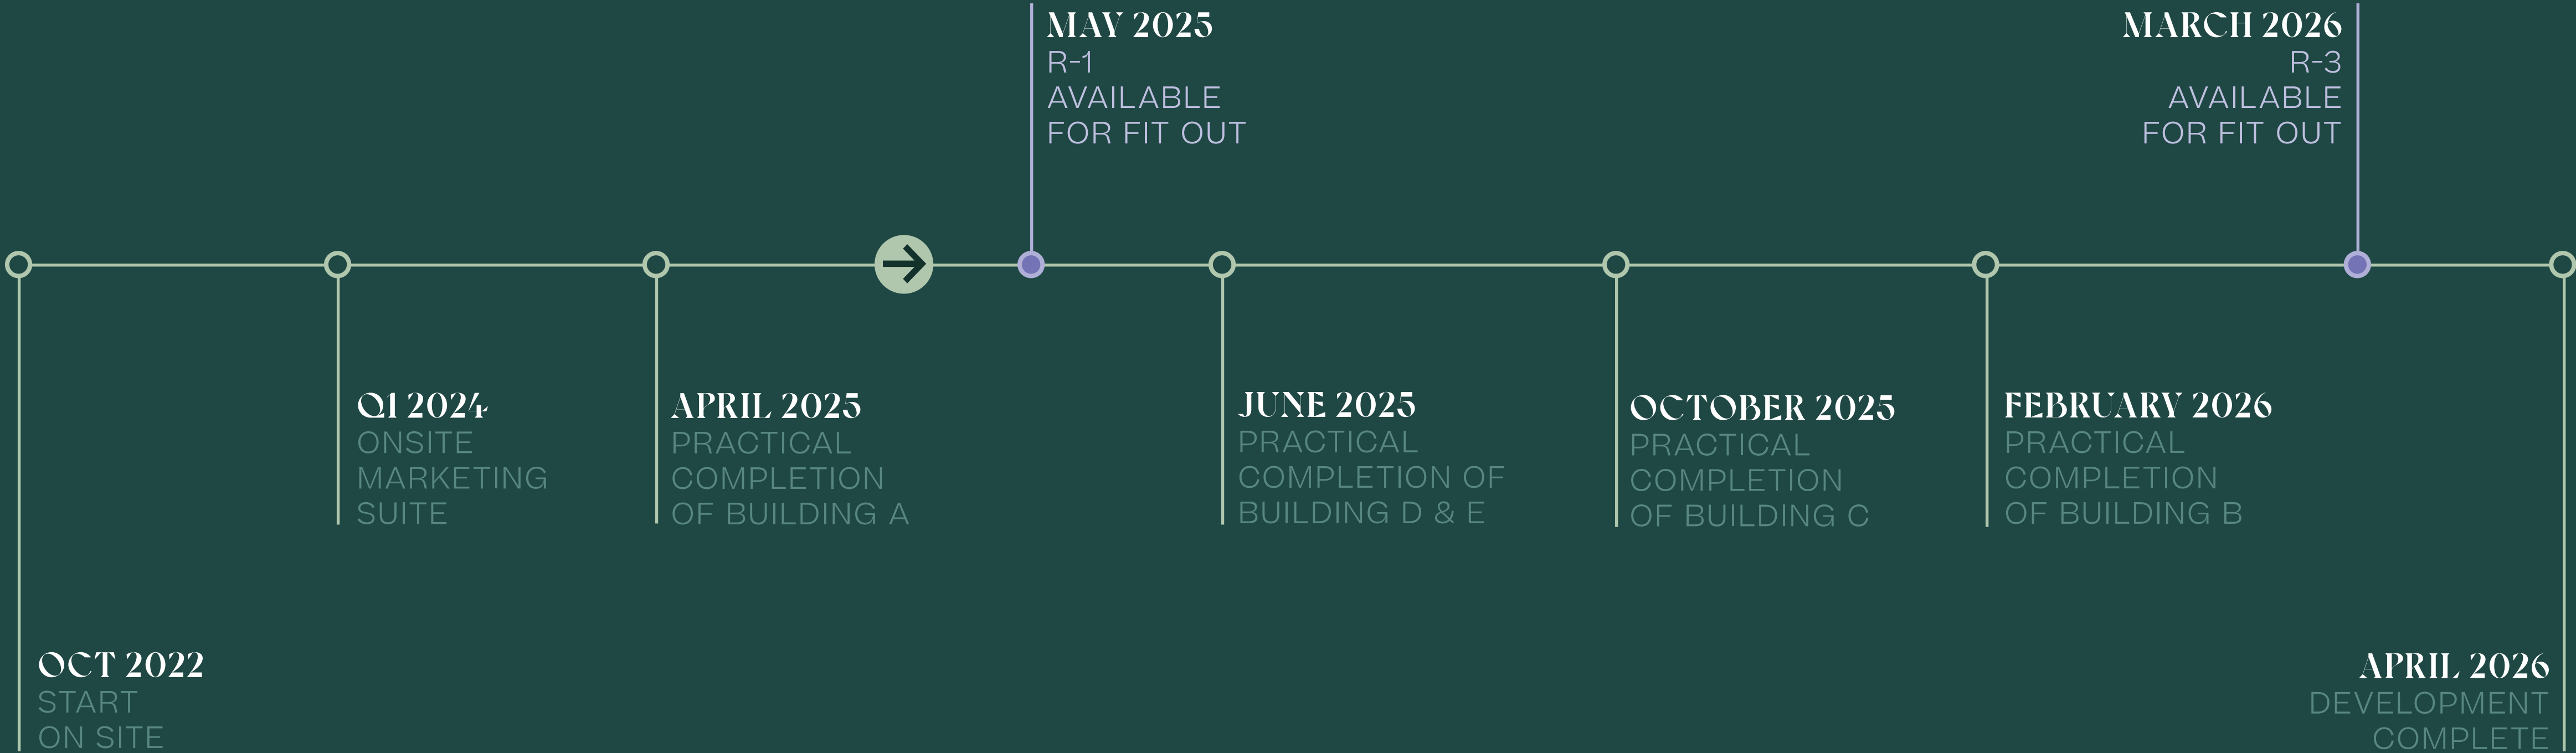 MAY 2025
R-1
AVAILABLE
FOR FIT OUT
MARCH 2026
R-3
AVAILABLE
FOR FIT OUT
Q1 2024
ONSITE
MARKETING
SUITE
APRIL 2025
PRACTICAL
COMPLETION
OF BUILDING A
JUNE 2025
PRACTICAL
COMPLETION OF
BUILDING D & E
OCTOBER 2025
PRACTICAL
COMPLETION
OF BUILDING C
FEBRUARY 2026
PRACTICAL
COMPLETION
OF BUILDING B
OCT 2022
START
ON SITE
APRIL 2026
DEVELOPMENT
COMPLETE